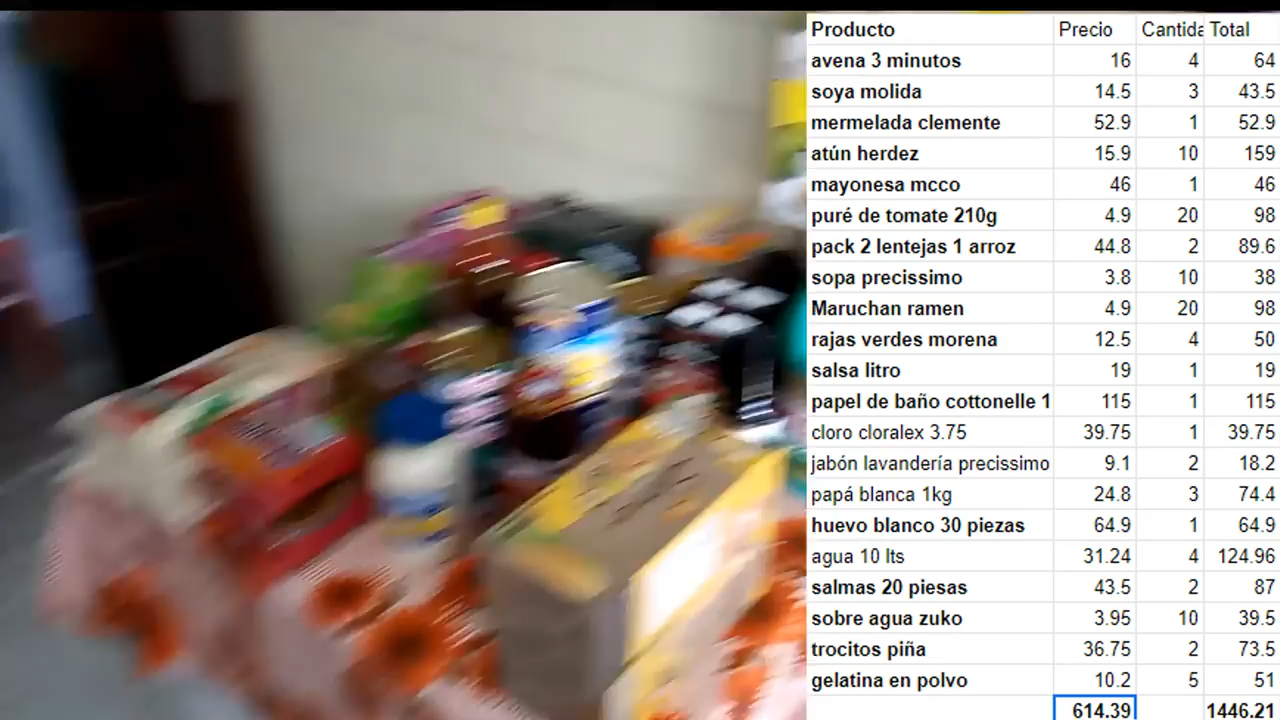 Producto Precio Cantida Total
avena 3 minutos 16 4 64
soya molida 14.5 3 43.5
mermelada clemente 52.9 1 52.9
atún herdez 15.9 10 159
mayonesa mcco 46 1 46
puré de tomate 210g 4.9 20 98
pack 2 lentejas 1 arroz 44.8 2 89.6
sopa precissimo 3.8 10 38
Maruchan ramen 4.9 20 98
rajas verdes morena 12.5 4 50
salsa litro 19 1 19
papel de baño cottonelle 1 115 1 115
cloro cloralex 3.75 39.75 1 39.75
jabón lavandería precissimo 9.1 2 18.2
papá blanca 1kg 24.8 3 74.4
huevo blanco 30 piezas 64.9 1 64.9
agua 10 lts 31.24 4 124.96
salmas 20 piesas 43.5 2 87
sobre agua zuko 3.95 10 39.5
trocitos piña 36.75 2 73.5
gelatina en polvo 10.2 5 51
614.39 1446.21